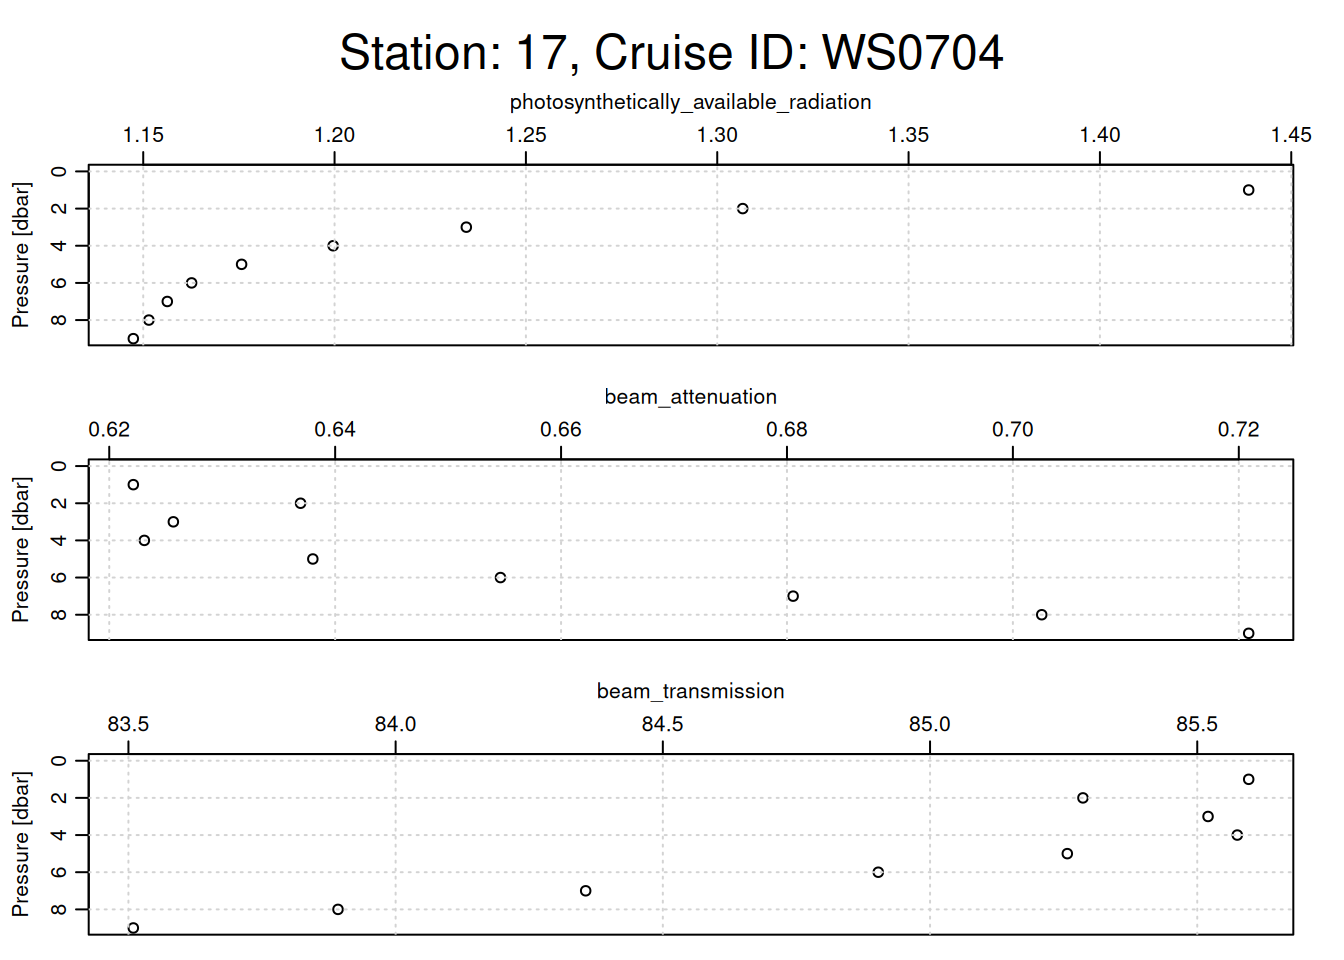 Station: 17, Cruise ID: WS0704
photosynthetically_available_radiation
1.15 1.20 1.25 1.30 1.35 1.40 1.45
Pressure [dbar]
0
2
4
6
8
beam_attenuation
0.62 0.64 0.66 0.68 0.70 0.72
Pressure [dbar]
0
2
4
6
8
beam_transmission
83.5 84.0 84.5 85.0 85.5
Pressure [dbar]
0
2
4
6
8